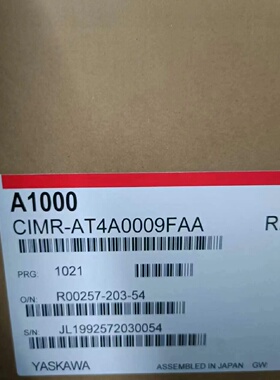 A1000
CIMR-AT4A0009FAA
R
PRG: 1021
O/N: R00257-203-54
S/N: JL1992572030054
YASKAWA ASSEMBLED IN JAPAN GW: